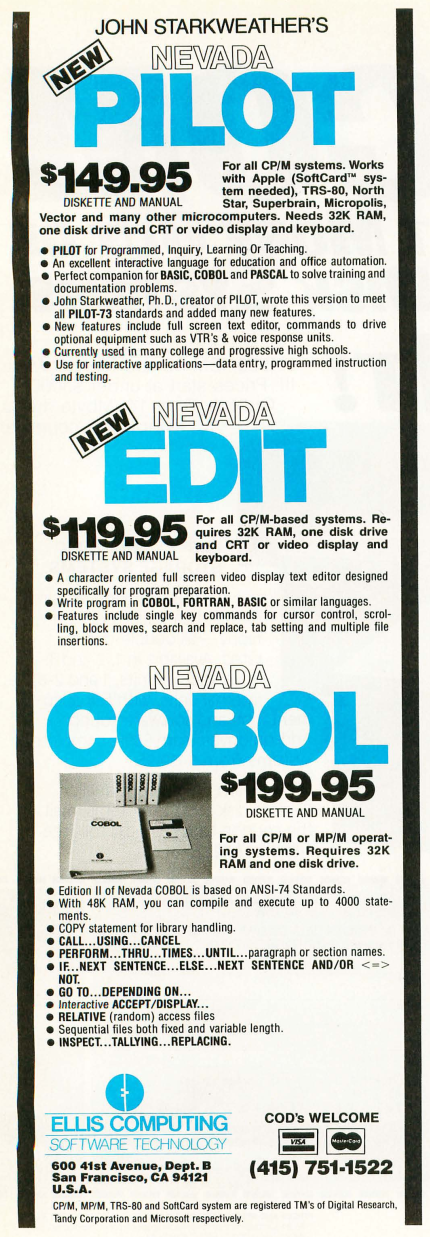 JOHN STARKWEATHER'S
NEW
NEVADA
PILOT
$149.95
DISKETTE AND MANUAL
For all CP/M systems. Works
with Apple (SoftCard™ sys-
tem needed), TRS-80, North
Star, Superbrain, Micropolis,
Vector and many other microcomputers. Needs 32K RAM,
one disk drive and CRT or video display and keyboard.
● PILOT for Programmed, Inquiry, Learning Or Teaching.
● An excellent interactive language for education and office automation.
● Perfect companion for BASIC, COBOL and PASCAL to solve training and
documentation problems.
● John Starkweather, Ph.D., creator of PILOT, wrote this version to meet
all PILOT-73 standards and added many new features.
● New features include full screen text editor, commands to drive
optional equipment such as VTR's & voice response units.
● Currently used in many college and progressive high schools.
● Use for interactive applications—data entry, programmed instruction
and testing.
NEW
NEVADA
EDIT
$119.95
DISKETTE AND MANUAL
For all CP/M-based systems. Re-
quires 32K RAM, one disk drive
and CRT or video display and
keyboard.
● A character oriented full screen video display text editor designed
specifically for program preparation.
● Write program in COBOL, FORTRAN, BASIC or similar languages.
● Features include single key commands for cursor control, scrol-
ling, block moves, search and replace, tab setting and multiple file
insertions.
NEVADA
COBOL
COBOL COBOL COBOL COBOL
COBOL
$199.95
DISKETTE AND MANUAL
For all CP/M or MP/M operat-
ing systems. Requires 32K
RAM and one disk drive.
● Edition II of Nevada COBOL is based on ANSI-74 Standards.
● With 48K RAM, you can compile and execute up to 4000 state-
ments.
● COPY statement for library handling.
● CALL...USING...CANCEL
● PERFORM...THRU...TIMES...UNTIL...paragraph or section names.
● IF...NEXT SENTENCE...ELSE...NEXT SENTENCE AND/OR <=>
NOT.
● GO TO...DEPENDING ON...
● Interactive ACCEPT/DISPLAY...
● RELATIVE (random) access files
● Sequential files both fixed and variable length.
● INSPECT...TALLYING...REPLACING.
ELLIS COMPUTING
SOFTWARE TECHNOLOGY
600 41st Avenue, Dept. B
San Francisco, CA 94121
U.S.A.
COD's WELCOME
VISA
MasterCard
(415) 751-1522
CP/M, MP/M, TRS-80 and SoftCard system are registered TM's of Digital Research,
Tandy Corporation and Microsoft respectively.